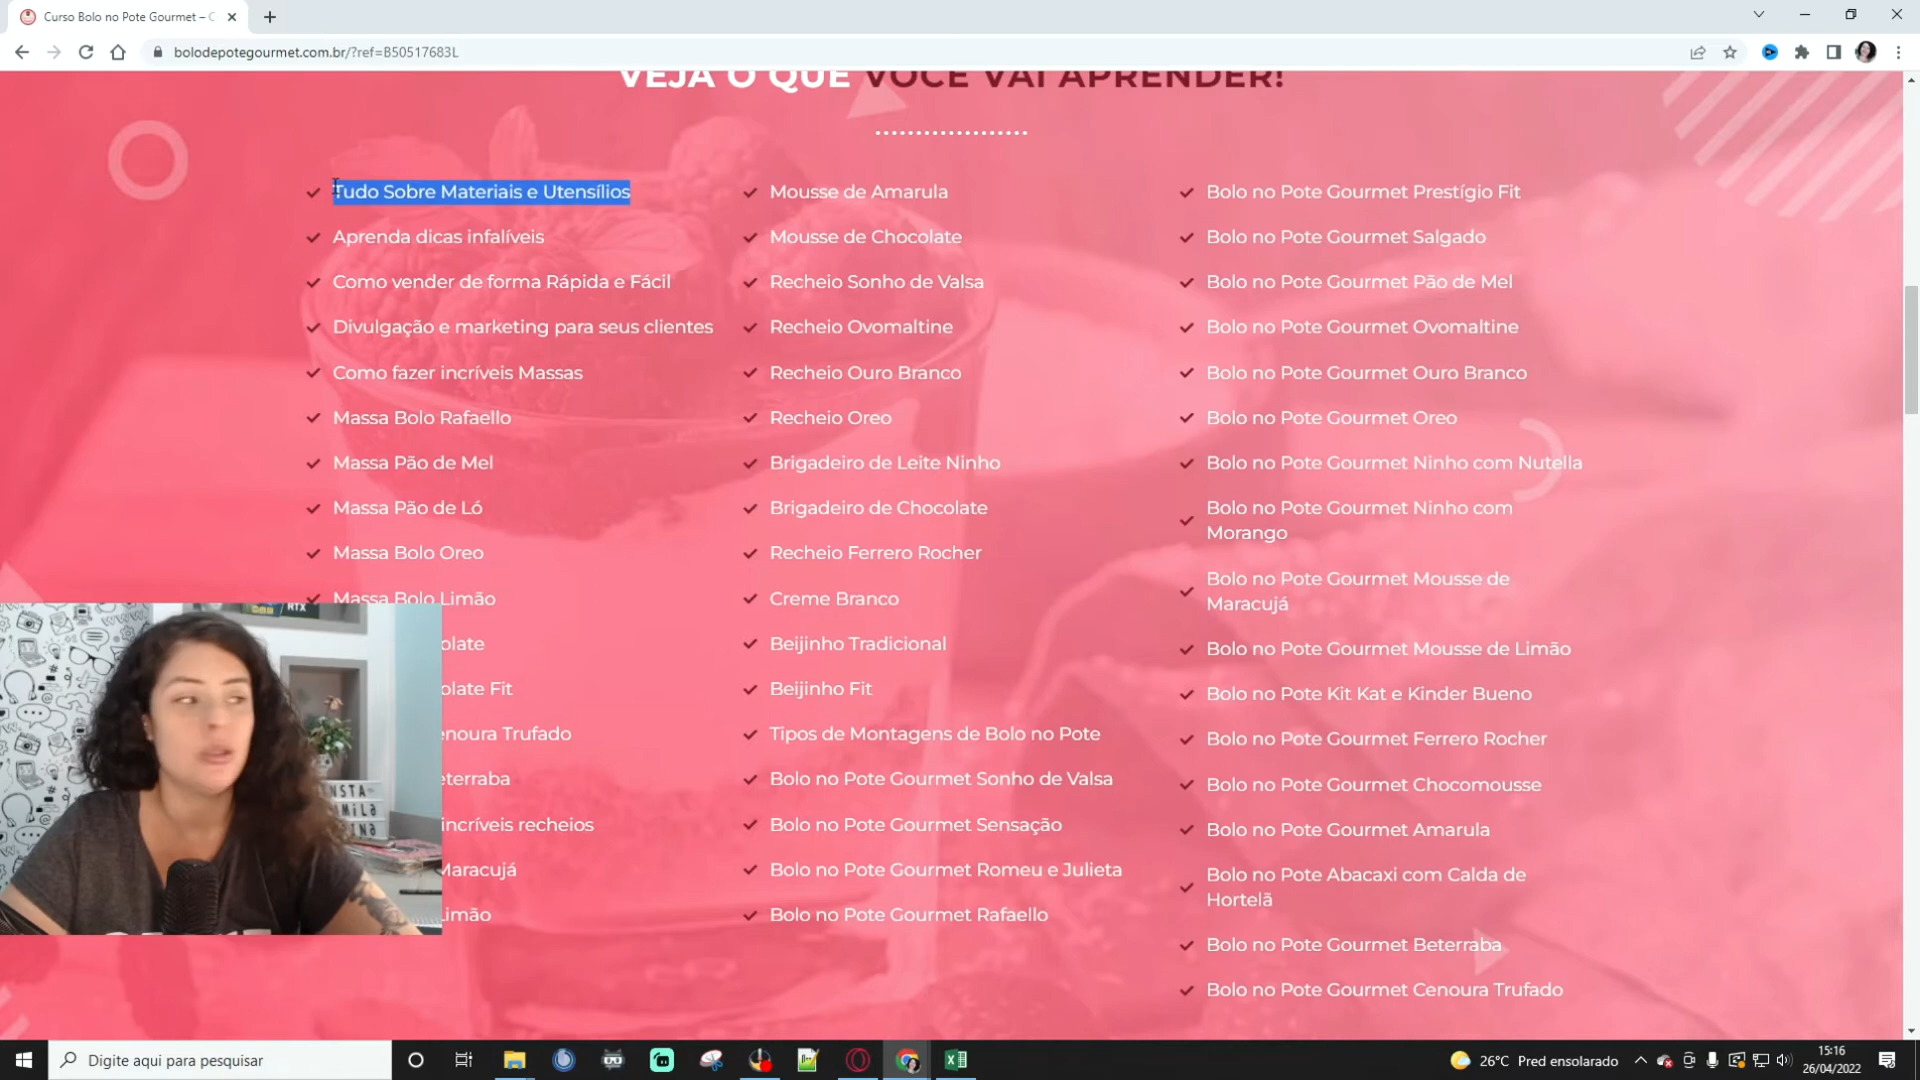 Curso Bolo no Pote Gourmet – C
bolodepotegourmet.com.br/?ref=B50517683L
VEJA O QUE VOCÊ VAI APRENDER!
Tudo Sobre Materiais e Utensílios
Aprenda dicas infalíveis
Como vender de forma Rápida e Fácil
Divulgação e marketing para seus clientes
Como fazer incríveis Massas
Massa Bolo Rafaello
Massa Pão de Mel
Massa Pão de Ló
Massa Bolo Oreo
Massa Bolo Limão
olate
olate Fit
enoura Trufado
eterraba
incríveis recheios
Maracujá
Limão
Mousse de Amarula
Mousse de Chocolate
Recheio Sonho de Valsa
Recheio Ovomaltine
Recheio Ouro Branco
Recheio Oreo
Brigadeiro de Leite Ninho
Brigadeiro de Chocolate
Recheio Ferrero Rocher
Creme Branco
Beijinho Tradicional
Beijinho Fit
Tipos de Montagens de Bolo no Pote
Bolo no Pote Gourmet Sonho de Valsa
Bolo no Pote Gourmet Sensação
Bolo no Pote Gourmet Romeu e Julieta
Bolo no Pote Gourmet Rafaello
Bolo no Pote Gourmet Prestígio Fit
Bolo no Pote Gourmet Salgado
Bolo no Pote Gourmet Pão de Mel
Bolo no Pote Gourmet Ovomaltine
Bolo no Pote Gourmet Ouro Branco
Bolo no Pote Gourmet Oreo
Bolo no Pote Gourmet Ninho com Nutella
Bolo no Pote Gourmet Ninho com
Morango
Bolo no Pote Gourmet Mousse de
Maracujá
Bolo no Pote Gourmet Mousse de Limão
Bolo no Pote Kit Kat e Kinder Bueno
Bolo no Pote Gourmet Ferrero Rocher
Bolo no Pote Gourmet Chocomousse
Bolo no Pote Gourmet Amarula
Bolo no Pote Abacaxi com Calda de
Hortelã
Bolo no Pote Gourmet Beterraba
Bolo no Pote Gourmet Cenoura Trufado
RTX
NSTA
MILA
INA
Digite aqui para pesquisar
26°C Pred ensolarado
15:16
26/04/2022